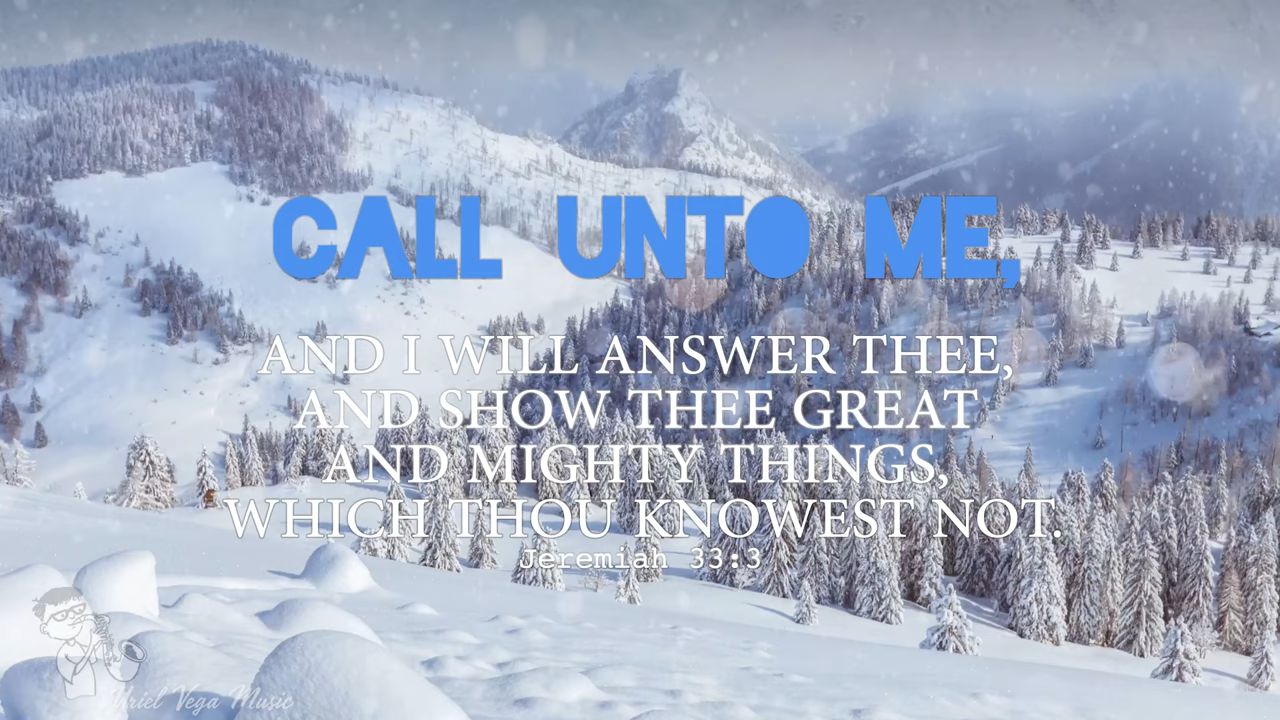 CALL UNTO ME,
AND I WILL ANSWER THEE,
AND SHOW THEE GREAT
AND MIGHTY THINGS,
WHICH THOU KNOWEST NOT.
Jeremiah 33:3
Uriel Vega Music